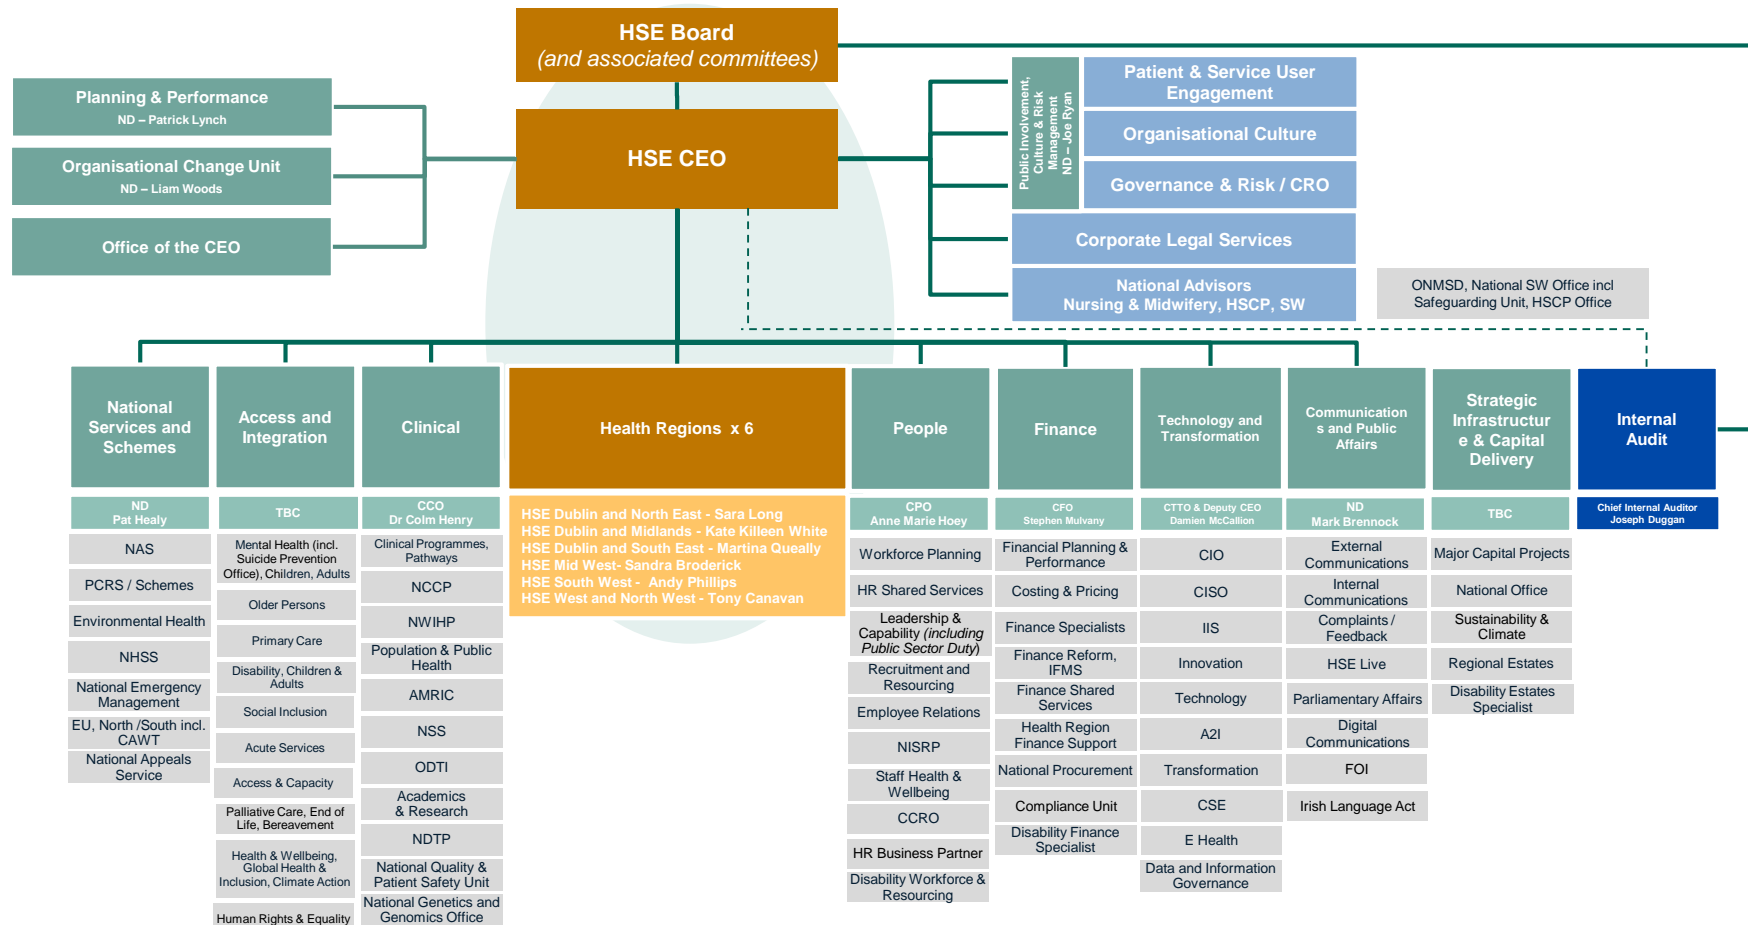 HSE Board
(and associated committees)
HSE CEO
Planning & Performance
ND – Patrick Lynch
Organisational Change Unit
ND – Liam Woods
Office of the CEO
Public Involvement,
Culture & Risk
Management
ND – Joe Ryan
Patient & Service User
Engagement
Organisational Culture
Governance & Risk / CRO
Corporate Legal Services
National Advisors
Nursing & Midwifery, HSCP, SW
ONMSD, National SW Office incl
Safeguarding Unit, HSCP Office
National
Services and
Schemes
ND
Pat Healy
NAS
PCRS / Schemes
Environmental Health
NHSS
National Emergency
Management
EU, North /South incl.
CAWT
National Appeals
Service
Access and
Integration
TBC
Mental Health (incl.
Suicide Prevention
Office), Children, Adults
Older Persons
Primary Care
Disability, Children &
Adults
Social Inclusion
Acute Services
Access & Capacity
Palliative Care, End of
Life, Bereavement
Health & Wellbeing,
Global Health &
Inclusion, Climate Action
Human Rights & Equality
Clinical
CCO
Dr Colm Henry
Clinical Programmes,
Pathways
NCCP
NWIHP
Population & Public
Health
AMRIC
NSS
ODTI
Academics
& Research
NDTP
National Quality &
Patient Safety Unit
National Genetics and
Genomics Office
Health Regions x 6
HSE Dublin and North East - Sara Long
HSE Dublin and Midlands - Kate Killeen White
HSE Dublin and South East - Martina Queally
HSE Mid West- Sandra Broderick
HSE South West - Andy Phillips
HSE West and North West - Tony Canavan
People
CPO
Anne Marie Hoey
Workforce Planning
HR Shared Services
Leadership &
Capability (including
Public Sector Duty)
Recruitment and
Resourcing
Employee Relations
NISRP
Staff Health &
Wellbeing
CCRO
HR Business Partner
Disability Workforce &
Resourcing
Finance
CFO
Stephen Mulvany
Financial Planning &
Performance
Costing & Pricing
Finance Specialists
Finance Reform,
IFMS
Finance Shared
Services
Health Region
Finance Support
National Procurement
Compliance Unit
Disability Finance
Specialist
Technology and
Transformation
CTTO & Deputy CEO
Damien McCallion
CIO
CISO
IIS
Innovation
Technology
A2I
Transformation
CSE
E Health
Data and Information
Governance
Communication
s and Public
Affairs
ND
Mark Brennock
External
Communications
Internal
Communications
Complaints /
Feedback
HSE Live
Parliamentary Affairs
Digital
Communications
FOI
Irish Language Act
Strategic
Infrastructur
e & Capital
Delivery
TBC
Major Capital Projects
National Office
Sustainability &
Climate
Regional Estates
Disability Estates
Specialist
Internal
Audit
Chief Internal Auditor
Joseph Duggan